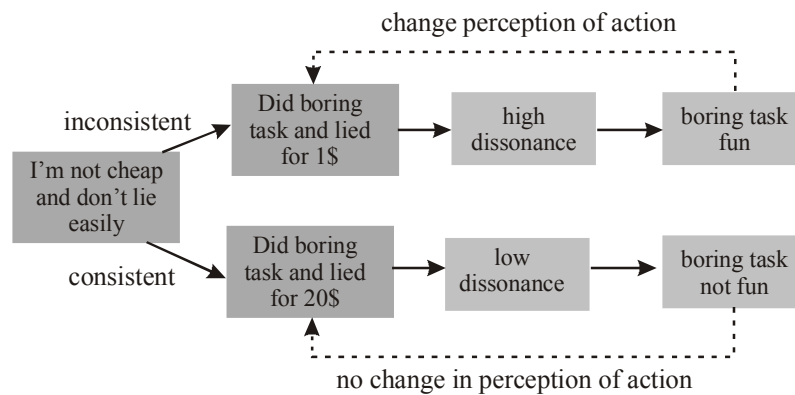 change perception of action
inconsistent
I'm not cheap
and don't lie
easily
consistent
Did boring
task and lied
for 1$
high
dissonance
boring task
fun
Did boring
task and lied
for 20$
low
dissonance
boring task
not fun
no change in perception of action